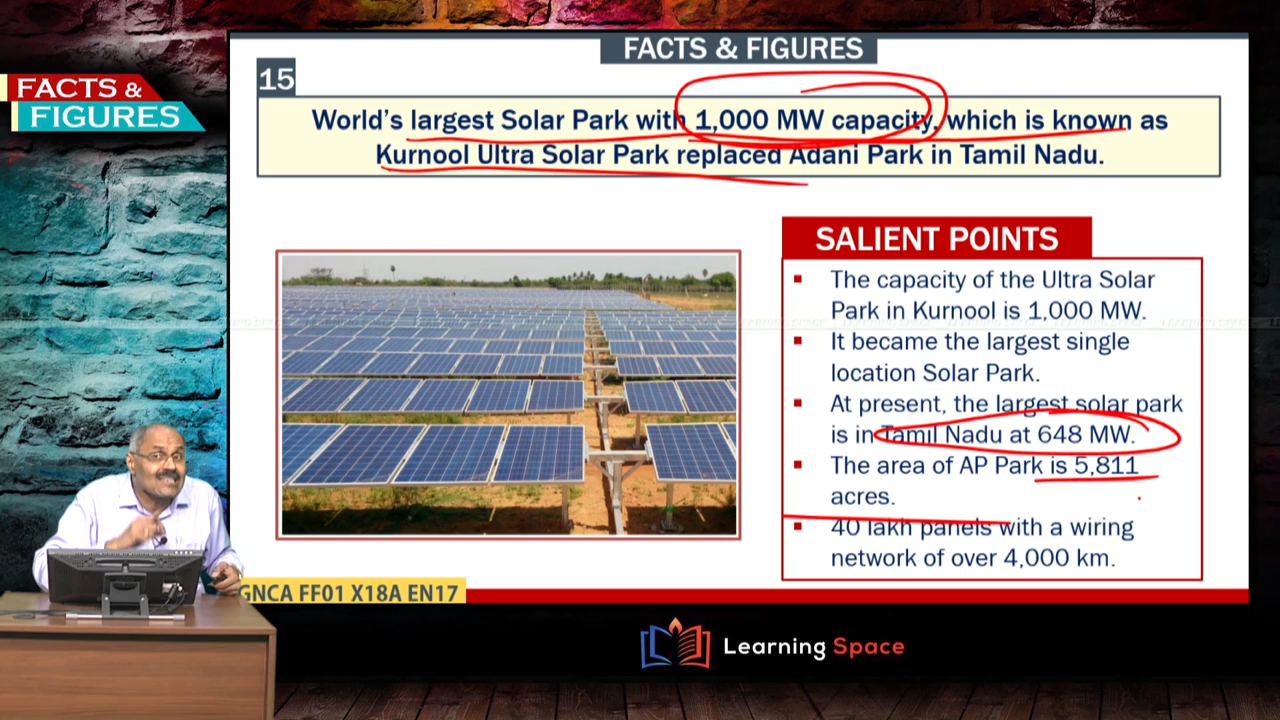 FACTS & FIGURES
FACTS &
FIGURES
15
World's largest Solar Park with 1,000 MW capacity, which is known as
Kurnool Ultra Solar Park replaced Adani Park in Tamil Nadu.
SALIENT POINTS
The capacity of the Ultra Solar
Park in Kurnool is 1,000 MW.
It became the largest single
location Solar Park.
At present, the largest solar park
is in Tamil Nadu at 648 MW.
The area of AP Park is 5,811
acres.
40 lakh panels with a wiring
network of over 4,000 km.
GNCA FF01 X18A EN17
Learning Space